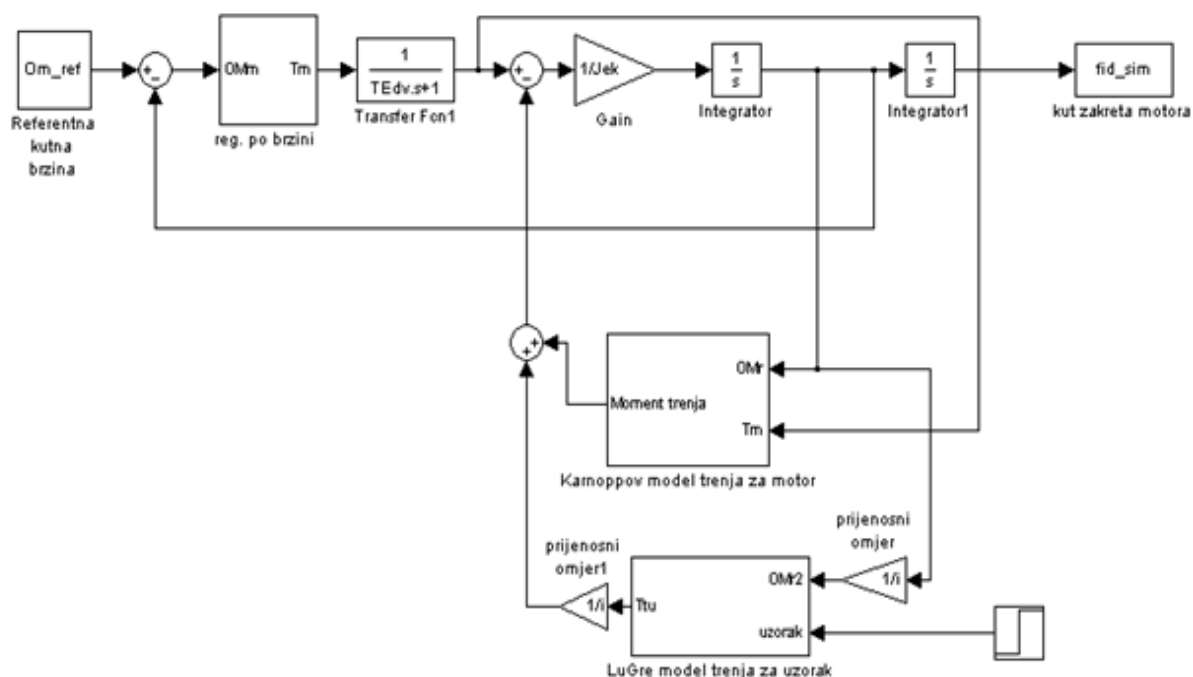 Om_ref
Referentna
kutna
brzina
+
−
OMm
Tm
reg. po brzini
1
TEdv.s+1
Transfer Fcn1
+
−
1/Jek
Gain
1
s
Integrator
1
s
Integrator1
fid_sim
kut zakreta motora
+
+
Moment trenja
OMr
Tm
Karnoppov model trenja za motor
prijenosni
omjer
1/i
prijenosni
omjer1
1/i
Ttu
OMr2
uzorak
LuGre model trenja za uzorak